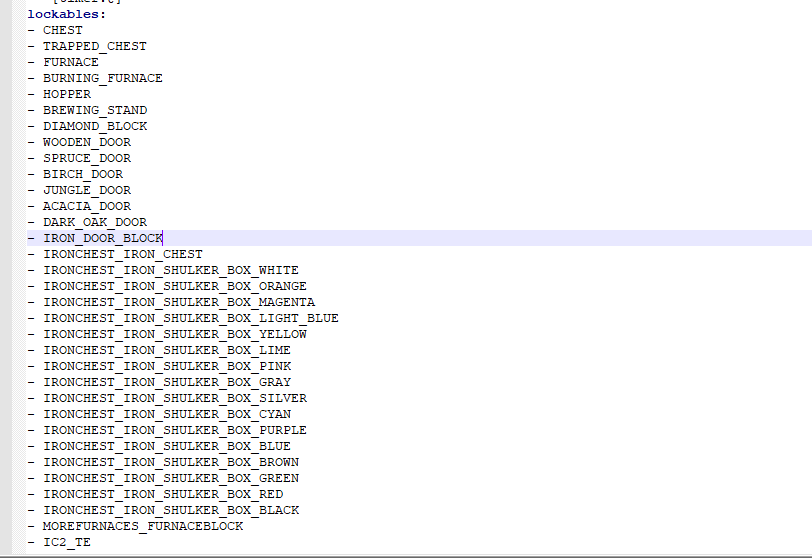 lockables:
- CHEST
- TRAPPED_CHEST
- FURNACE
- BURNING_FURNACE
- HOPPER
- BREWING_STAND
- DIAMOND_BLOCK
- WOODEN_DOOR
- SPRUCE_DOOR
- BIRCH_DOOR
- JUNGLE_DOOR
- ACACIA_DOOR
- DARK_OAK_DOOR
- IRON_DOOR_BLOCK
- IRONCHEST_IRON_CHEST
- IRONCHEST_IRON_SHULKER_BOX_WHITE
- IRONCHEST_IRON_SHULKER_BOX_ORANGE
- IRONCHEST_IRON_SHULKER_BOX_MAGENTA
- IRONCHEST_IRON_SHULKER_BOX_LIGHT_BLUE
- IRONCHEST_IRON_SHULKER_BOX_YELLOW
- IRONCHEST_IRON_SHULKER_BOX_LIME
- IRONCHEST_IRON_SHULKER_BOX_PINK
- IRONCHEST_IRON_SHULKER_BOX_GRAY
- IRONCHEST_IRON_SHULKER_BOX_SILVER
- IRONCHEST_IRON_SHULKER_BOX_CYAN
- IRONCHEST_IRON_SHULKER_BOX_PURPLE
- IRONCHEST_IRON_SHULKER_BOX_BLUE
- IRONCHEST_IRON_SHULKER_BOX_BROWN
- IRONCHEST_IRON_SHULKER_BOX_GREEN
- IRONCHEST_IRON_SHULKER_BOX_RED
- IRONCHEST_IRON_SHULKER_BOX_BLACK
- MOREFURNACES_FURNACEBLOCK
- IC2_TE